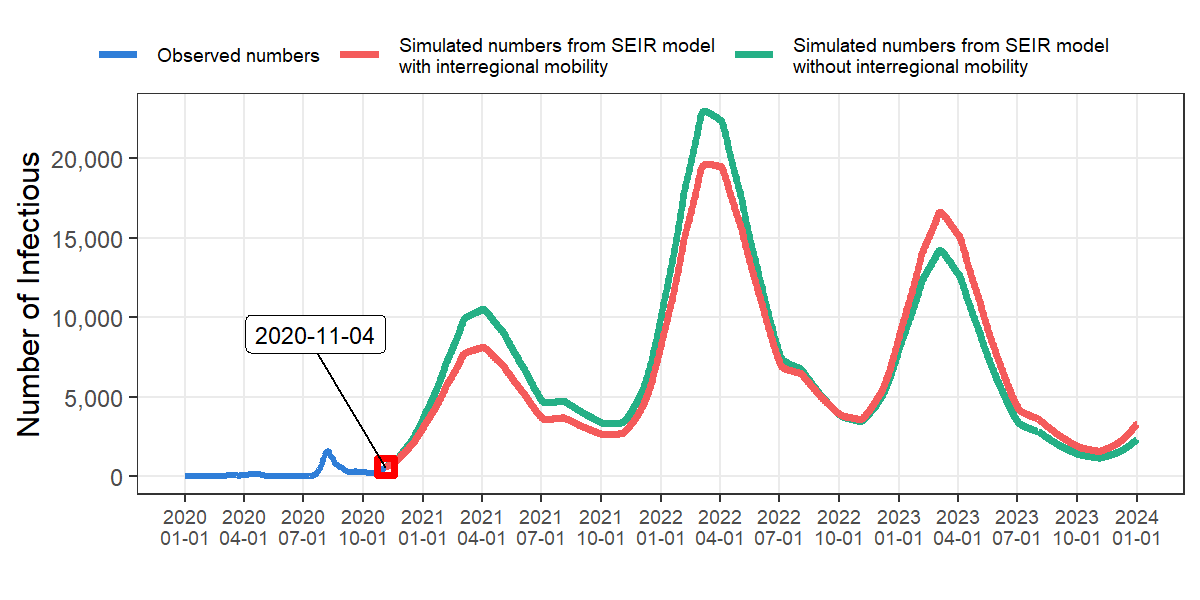 Observed numbers
Simulated numbers from SEIR model
with interregional mobility
Simulated numbers from SEIR model
without interregional mobility
Number of Infectious
20,000
15,000
10,000
5,000
0
2020-11-04
2020 2020 2020 2020 2021 2021 2021 2021 2022 2022 2022 2022 2023 2023 2023 2023 2024
01-01 04-01 07-01 10-01 01-01 04-01 07-01 10-01 01-01 04-01 07-01 10-01 01-01 04-01 07-01 10-01 01-01